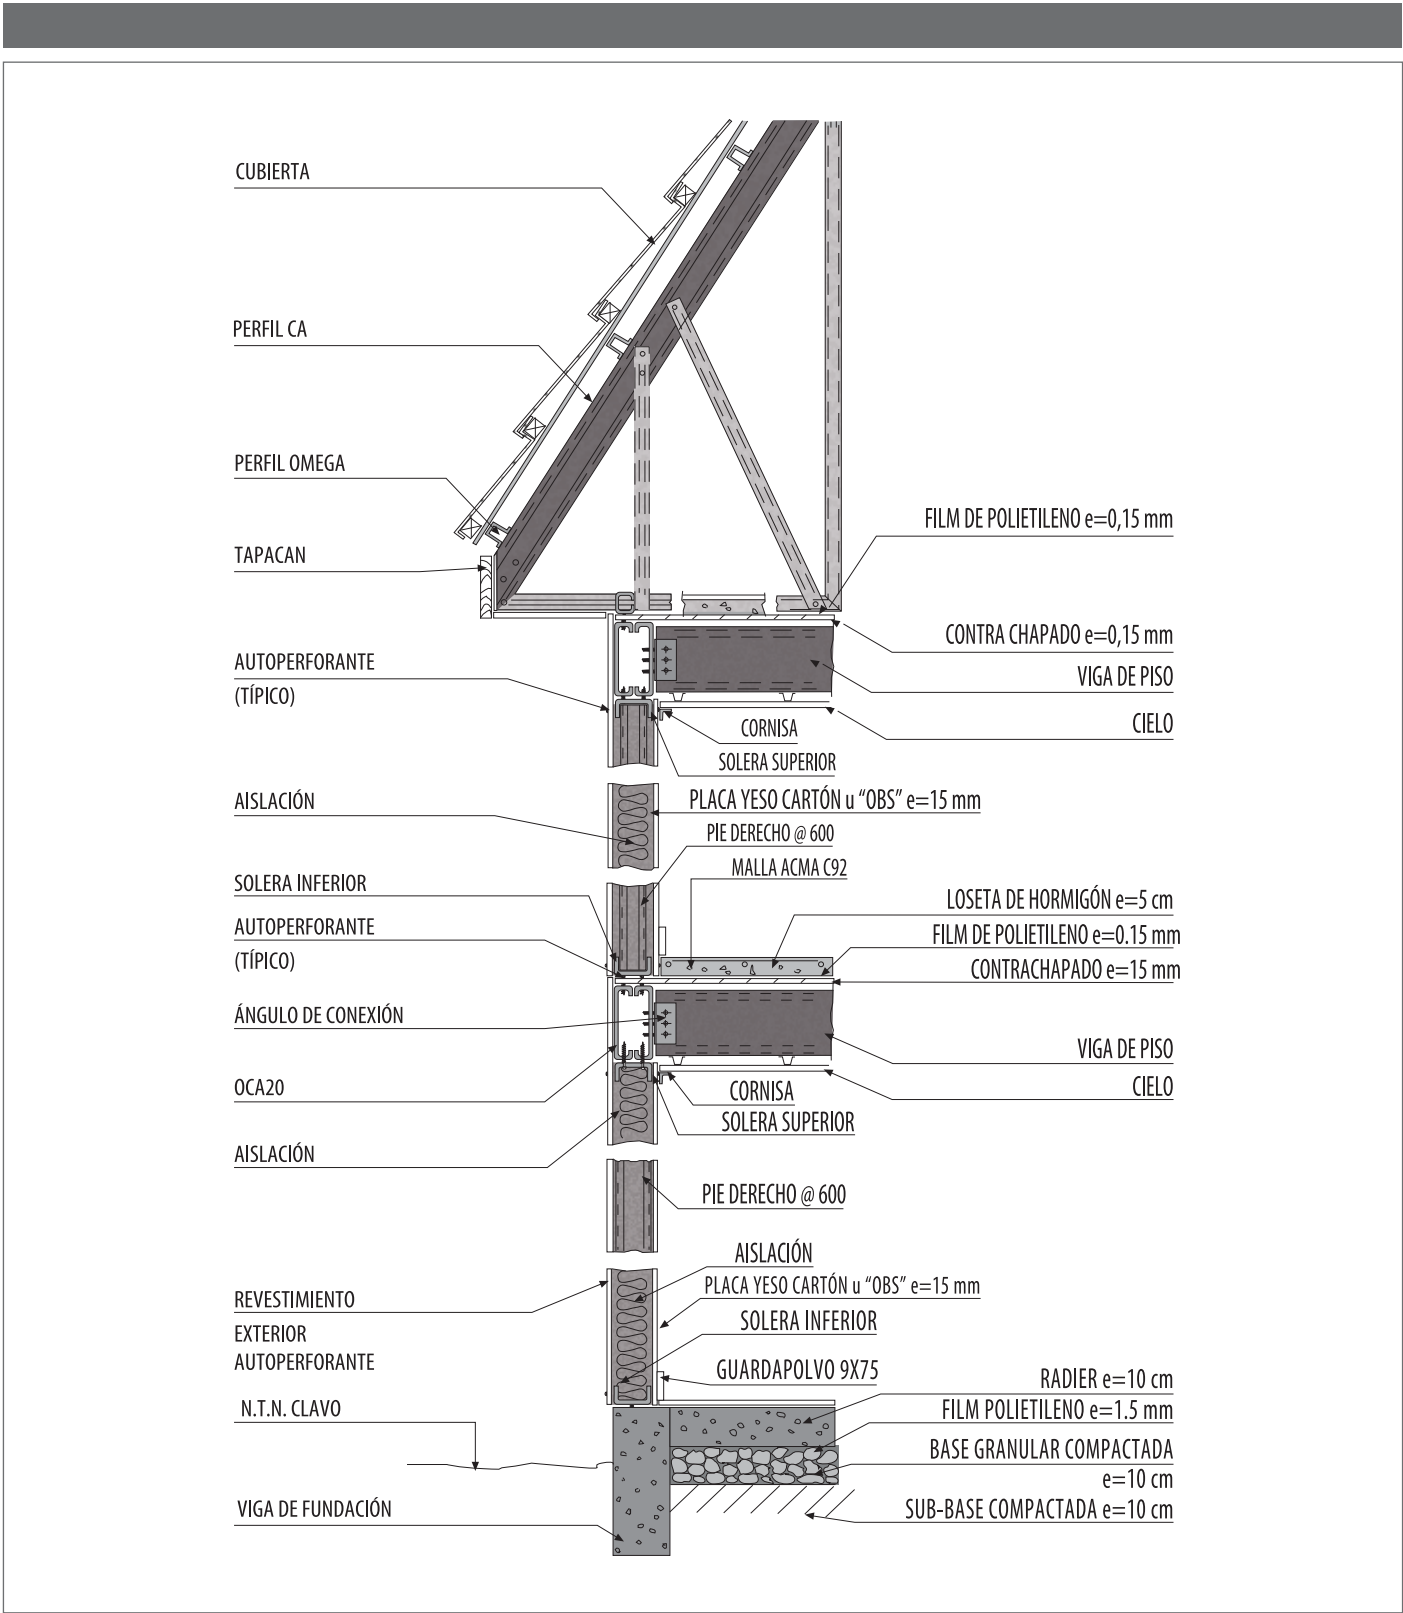 CUBIERTA
PERFIL CA
PERFIL OMEGA
FILM DE POLIETILENO e=0,15 mm
TAPACAN
CONTRA CHAPADO e=0,15 mm
AUTOPERFORANTE
(TÍPICO)
VIGA DE PISO
CORNISA
CIELO
SOLERA SUPERIOR
AISLACIÓN
PLACA YESO CARTÓN u “OBS” e=15 mm
PIE DERECHO @ 600
MALLA ACMA C92
SOLERA INFERIOR
LOSETA DE HORMIGÓN e=5 cm
AUTOPERFORANTE
(TÍPICO)
FILM DE POLIETILENO e=0.15 mm
CONTRACHAPADO e=15 mm
ÁNGULO DE CONEXIÓN
VIGA DE PISO
OCA20
CORNISA
CIELO
SOLERA SUPERIOR
AISLACIÓN
PIE DERECHO @ 600
AISLACIÓN
PLACA YESO CARTÓN u “OBS” e=15 mm
REVESTIMIENTO
EXTERIOR
AUTOPERFORANTE
SOLERA INFERIOR
GUARDAPOLVO 9X75
RADIER e=10 cm
N.T.N. CLAVO
FILM POLIETILENO e=1.5 mm
BASE GRANULAR COMPACTADA
e=10 cm
VIGA DE FUNDACIÓN
SUB-BASE COMPACTADA e=10 cm